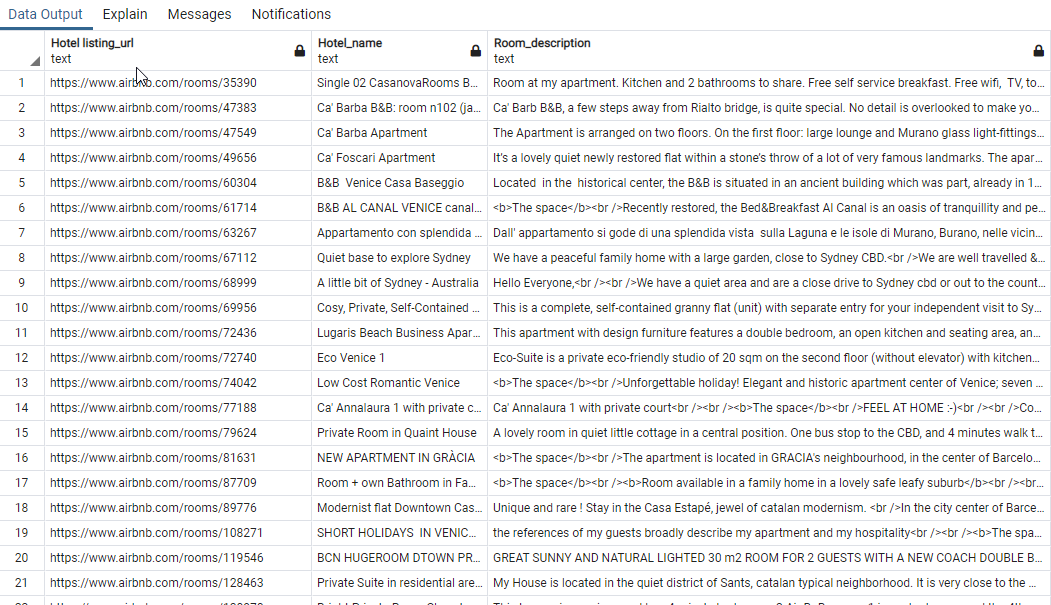 Data Output Explain Messages Notifications
Hotel listing_url Hotel_name Room_description
text text text
1 https://www.airbnb.com/rooms/35390 Single 02 CasanovaRooms B... Room at my apartment. Kitchen and 2 bathrooms to share. Free self service breakfast. Free wifi, TV, to...
2 https://www.airbnb.com/rooms/47383 Ca' Barba B&B: room n102 (ja... Ca' Barb B&B, a few steps away from Rialto bridge, is quite special. No detail is overlooked to make yo...
3 https://www.airbnb.com/rooms/47549 Ca' Barba Apartment The Apartment is arranged on two floors. On the first floor: large lounge and Murano glass light-fittings...
4 https://www.airbnb.com/rooms/49656 Ca' Foscari Apartment It's a lovely quiet newly restored flat within a stone's throw of a lot of very famous landmarks. The apar...
5 https://www.airbnb.com/rooms/60304 B&B Venice Casa Baseggio Located in the historical center, the B&B is situated in an ancient building which was part, already in 1...
6 https://www.airbnb.com/rooms/61714 B&B AL CANAL VENICE canal... <b>The space</b><br />Recently restored, the Bed&Breakfast Al Canal is an oasis of tranquillity and pe...
7 https://www.airbnb.com/rooms/63267 Appartamento con splendida ... Dall' appartamento si gode di una splendida vista sulla Laguna e le isole di Murano, Burano, nelle vicin...
8 https://www.airbnb.com/rooms/67112 Quiet base to explore Sydney We have a peaceful family home with a large garden, close to Sydney CBD.<br />We are well travelled &...
9 https://www.airbnb.com/rooms/68999 A little bit of Sydney - Australia Hello Everyone,<br /><br />We have a quiet area and are a close drive to Sydney cbd or out to the count...
10 https://www.airbnb.com/rooms/69956 Cosy, Private, Self-Contained ... This is a complete, self-contained granny flat (unit) with separate entry for your independent visit to Sy...
11 https://www.airbnb.com/rooms/72436 Lugaris Beach Business Apar... This apartment with design furniture features a double bedroom, an open kitchen and seating area, an...
12 https://www.airbnb.com/rooms/72740 Eco Venice 1 Eco-Suite is a private eco-friendly studio of 20 sqm on the second floor (without elevator) with kitchen...
13 https://www.airbnb.com/rooms/74042 Low Cost Romantic Venice <b>The space</b><br />Unforgettable holiday! Elegant and historic apartment center of Venice; seven ...
14 https://www.airbnb.com/rooms/77188 Ca' Annalaura 1 with private c... Ca' Annalaura 1 with private court<br /><br /><b>The space</b><br />FEEL AT HOME :-)<br /><br />Co...
15 https://www.airbnb.com/rooms/79624 Private Room in Quaint House A lovely room in quiet little cottage in a central position. One bus stop to the CBD, and 4 minutes walk t...
16 https://www.airbnb.com/rooms/81631 NEW APARTMENT IN GRÀCIA <b>The space</b><br />The apartment is located in GRACIA's neighbourhood, in the center of Barcelo...
17 https://www.airbnb.com/rooms/87709 Room + own Bathroom in Fa... <b>The space</b><br /><b>Room available in a family home in a lovely safe leafy suburb</b><br /><br...
18 https://www.airbnb.com/rooms/89776 Modernist flat Downtown Cas... Unique and rare ! Stay in the Casa Estapé, jewel of catalan modernism. <br />In the city center of Barce...
19 https://www.airbnb.com/rooms/108271 SHORT HOLIDAYS IN VENIC... the references of my guests broadly describe my apartment and my hospitality<br /><br /><b>The spa...
20 https://www.airbnb.com/rooms/119546 BCN HUGEROOM DTOWN PR... GREAT SUNNY AND NATURAL LIGHTED 30 m2 ROOM FOR 2 GUESTS WITH A NEW COACH DOUBLE B...
21 https://www.airbnb.com/rooms/128463 Private Suite in residential are... My House is located in the quiet district of Sants, catalan typical neighborhood. It is very close to the ...